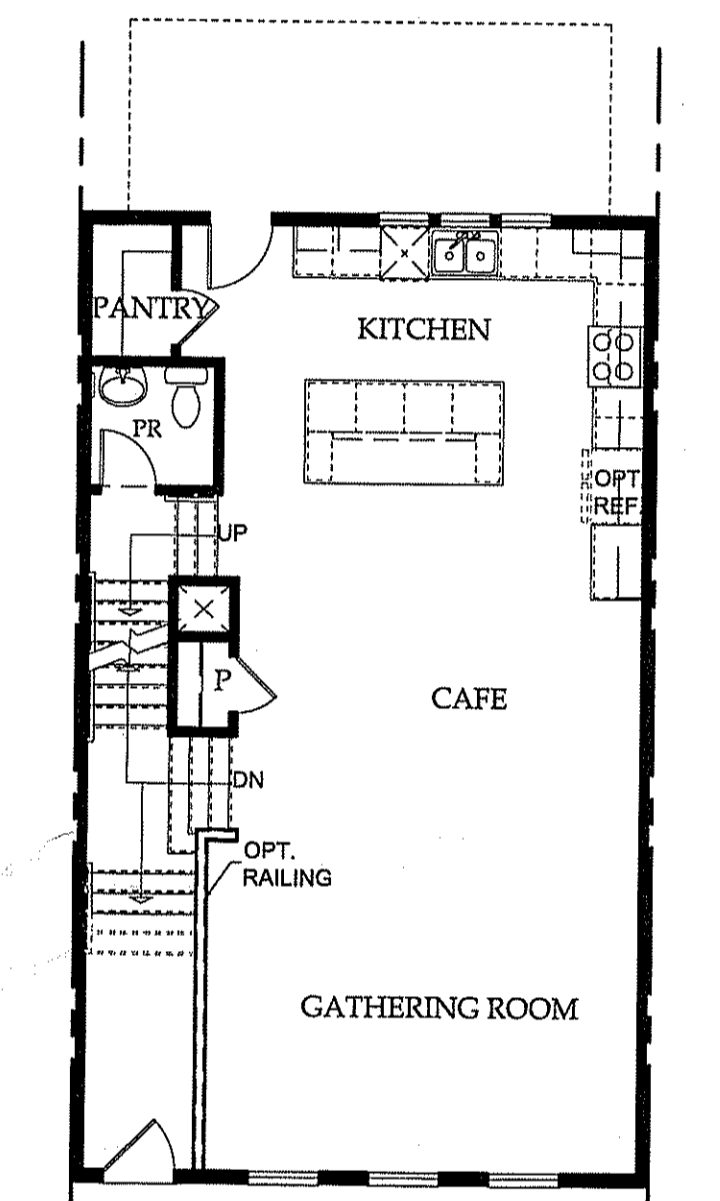 PANTRY
KITCHEN
PR
OPT.
REF.
UP
P
CAFE
DN
OPT.
RAILING
GATHERING ROOM